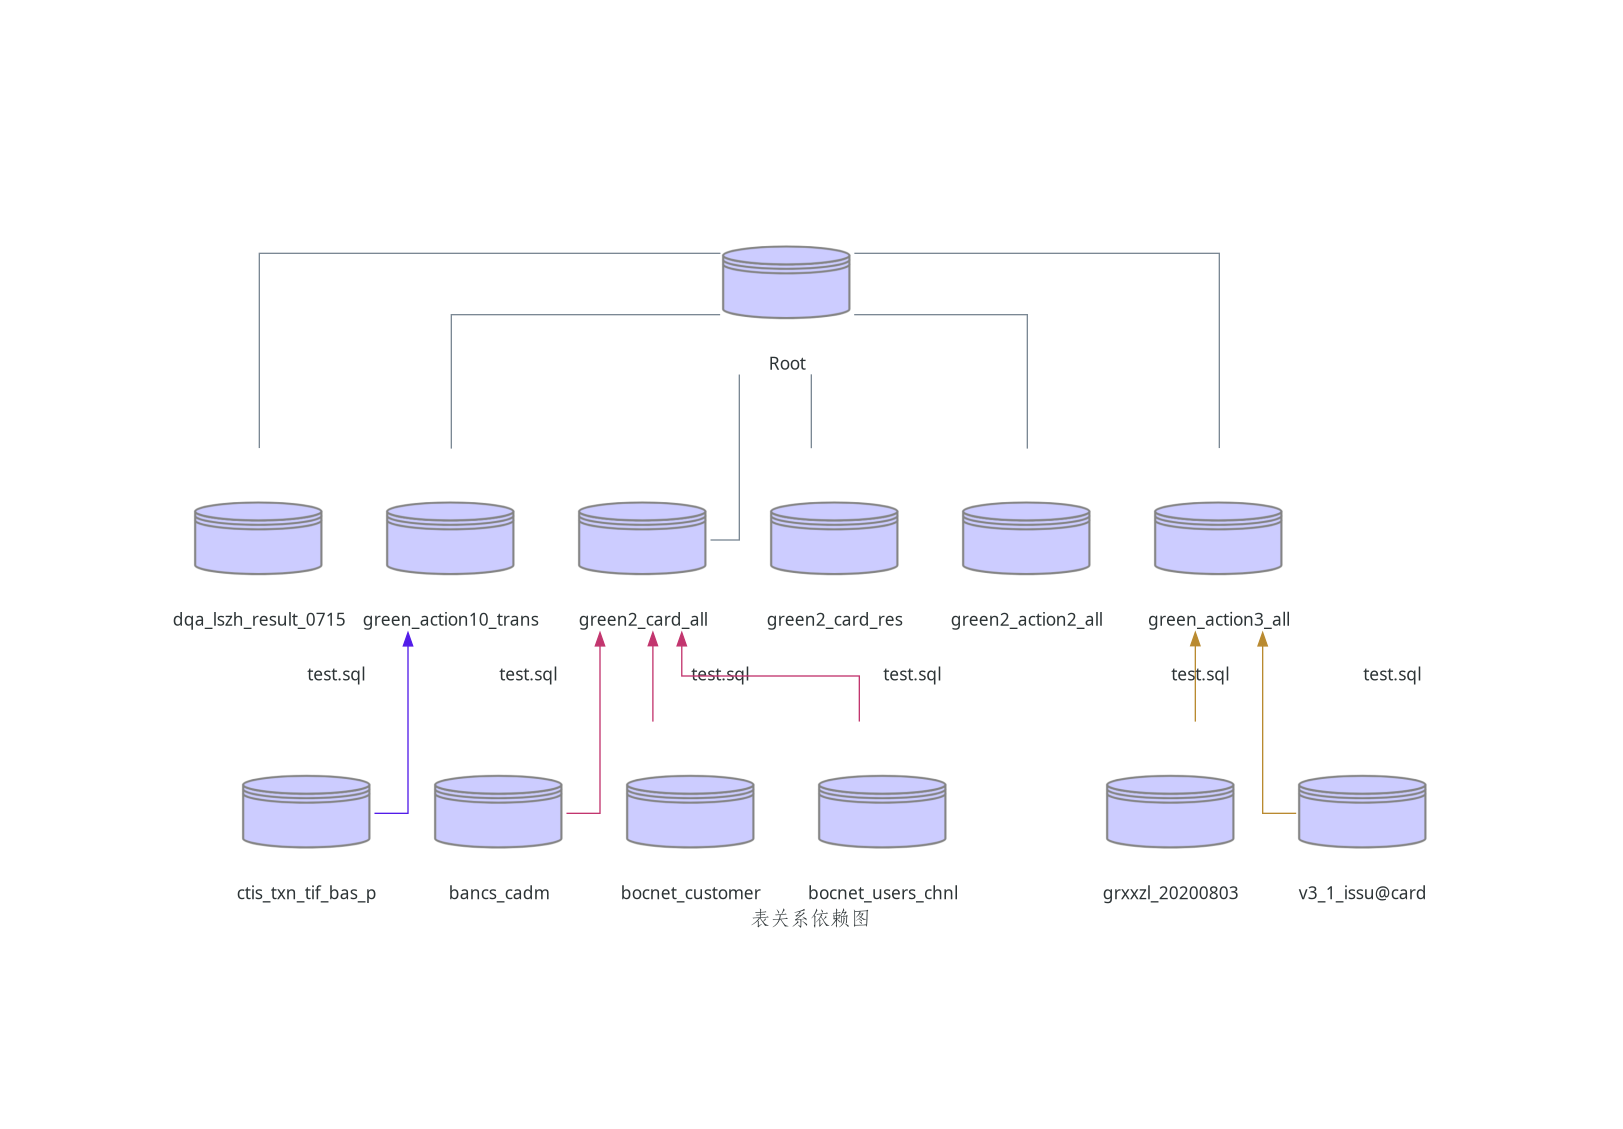 Root
dqa_lszh_result_0715 green_action10_trans green2_card_all green2_card_res green2_action2_all green_action3_all
test.sql test.sql test.sql test.sql test.sql test.sql
ctis_txn_tif_bas_p bancs_cadm bocnet_customer bocnet_users_chnl grxxzl_20200803 v3_1_issu@card
表关系依赖图